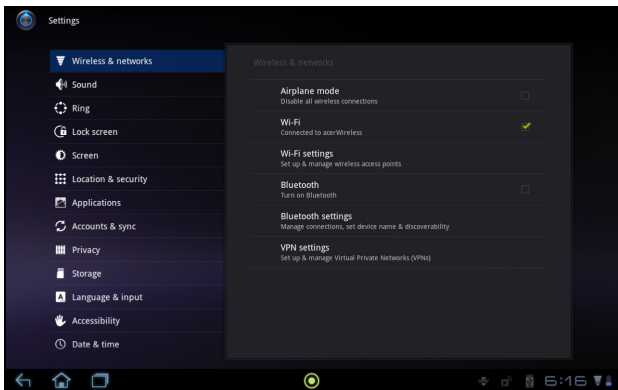 Settings
Wireless & networks
Sound
Ring
Lock screen
Screen
Location & security
Applications
Accounts & sync
Privacy
Storage
Language & input
Accessibility
Date & time
Wireless & networks
Airplane mode
Disable all wireless connections
Wi-Fi
Connected to acerWireless
Wi-Fi settings
Set up & manage wireless access points
Bluetooth
Turn on Bluetooth
Bluetooth settings
Manage connections, set device name & discoverability
VPN settings
Set up & manage Virtual Private Networks (VPNs)
6:16